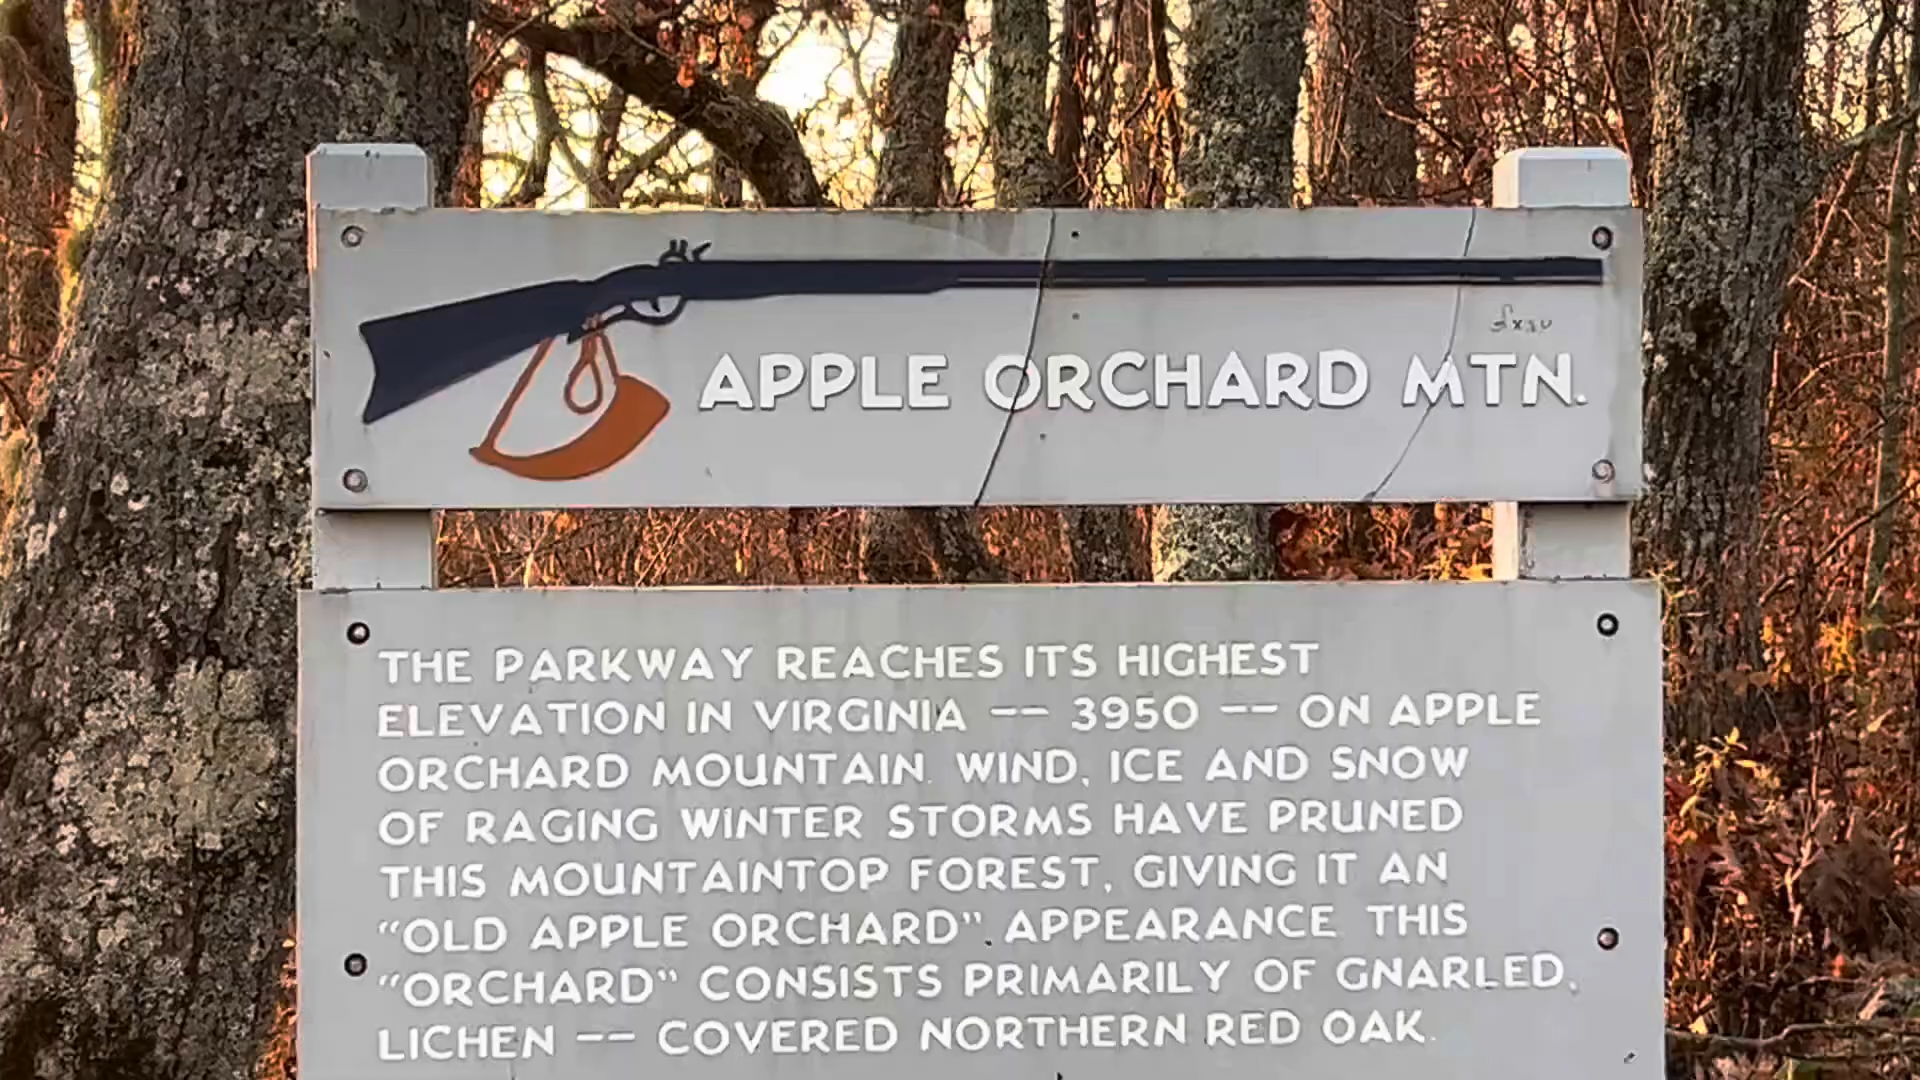 APPLE ORCHARD MTN.
THE PARKWAY REACHES ITS HIGHEST
ELEVATION IN VIRGINIA -- 3950 -- ON APPLE
ORCHARD MOUNTAIN. WIND, ICE AND SNOW
OF RAGING WINTER STORMS HAVE PRUNED
THIS MOUNTAINTOP FOREST, GIVING IT AN
"OLD APPLE ORCHARD" APPEARANCE THIS
"ORCHARD" CONSISTS PRIMARILY OF GNARLED,
LICHEN -- COVERED NORTHERN RED OAK.